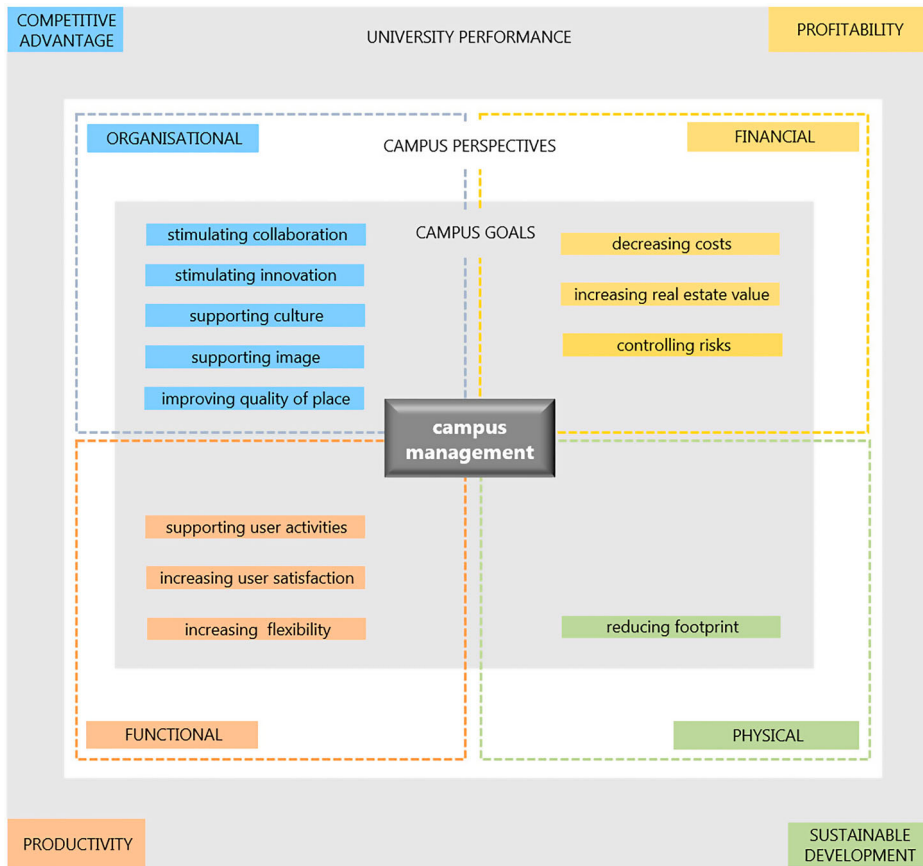 COMPETITIVE
ADVANTAGE
UNIVERSITY PERFORMANCE
PROFITABILITY
ORGANISATIONAL
CAMPUS PERSPECTIVES
FINANCIAL
CAMPUS GOALS
stimulating collaboration
stimulating innovation
supporting culture
supporting image
improving quality of place
decreasing costs
increasing real estate value
controlling risks
campus
management
supporting user activities
increasing user satisfaction
increasing flexibility
reducing footprint
FUNCTIONAL
PHYSICAL
PRODUCTIVITY
SUSTAINABLE
DEVELOPMENT